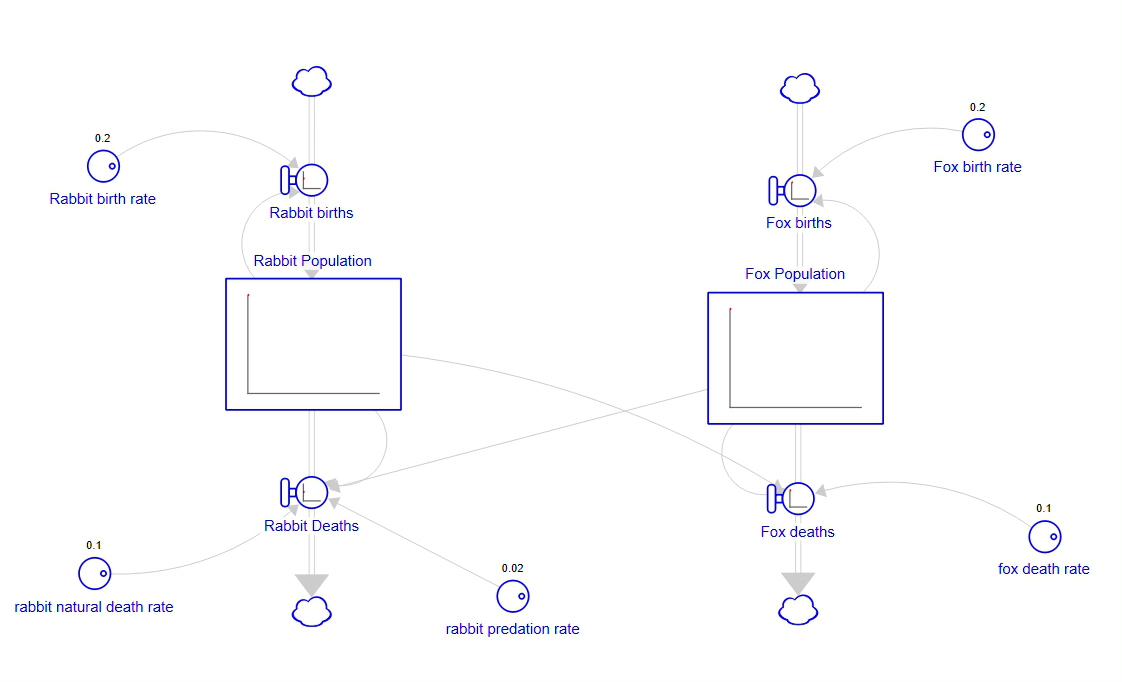 0.2
Rabbit birth rate
Rabbit births
Rabbit Population
0.2
Fox birth rate
Fox births
Fox Population
Rabbit Deaths
0.1
rabbit natural death rate
0.02
rabbit predation rate
Fox deaths
0.1
fox death rate